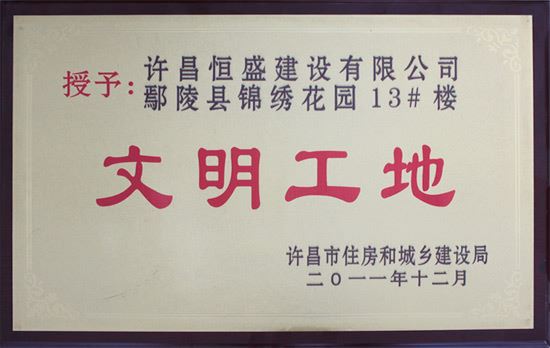 授予:
许昌恒盛建设有限公司
鄢陵县锦绣花园13#楼
文明工地
许昌市住房和城乡建设局
二〇一一年十二月